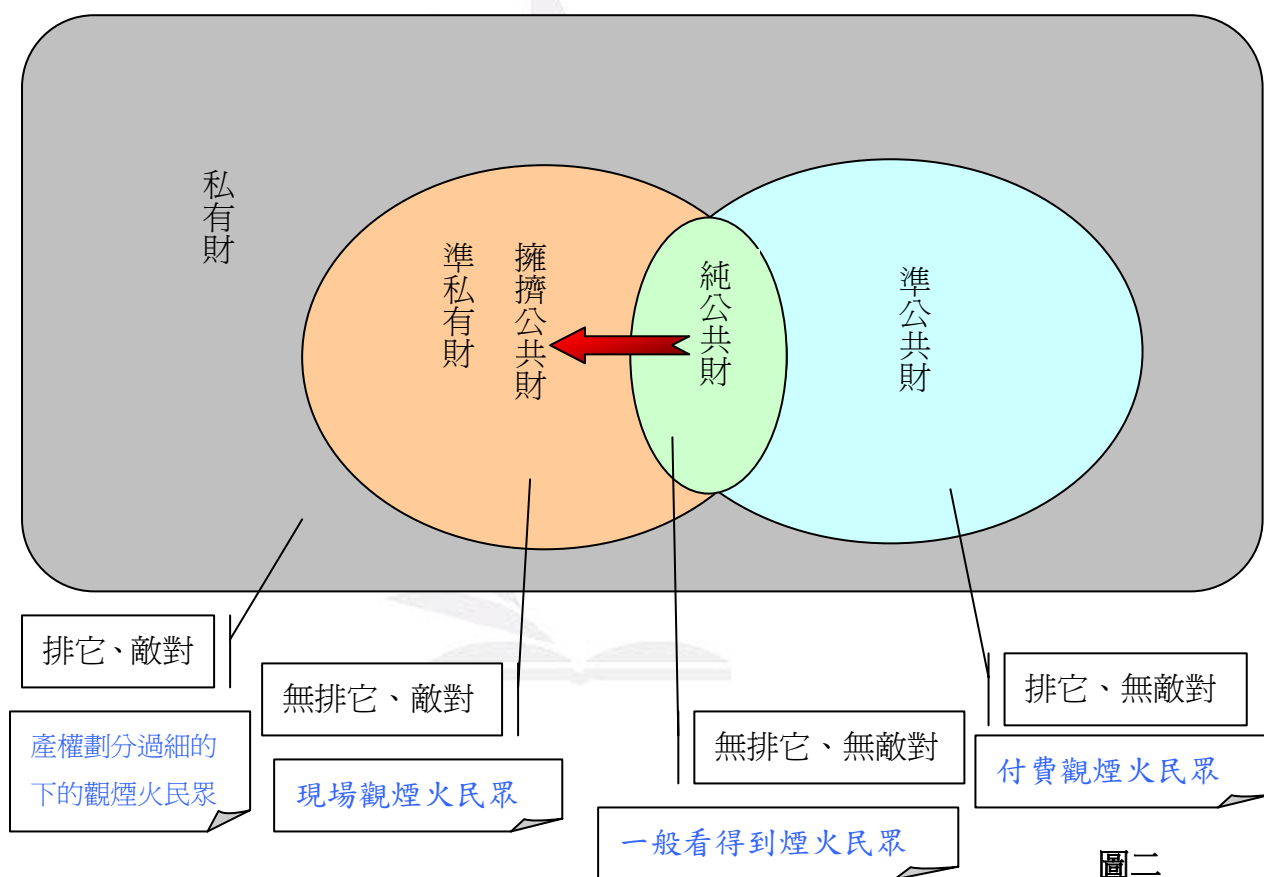 私有財
準私有財
擁擠公共財
純公共財
準公共財
排它、敵對
產權劃分過細的
下的觀煙火民眾
無排它、敵對
現場觀煙火民眾
無排它、無敵對
一般看得到煙火民眾
排它、無敵對
付費觀煙火民眾
圖二